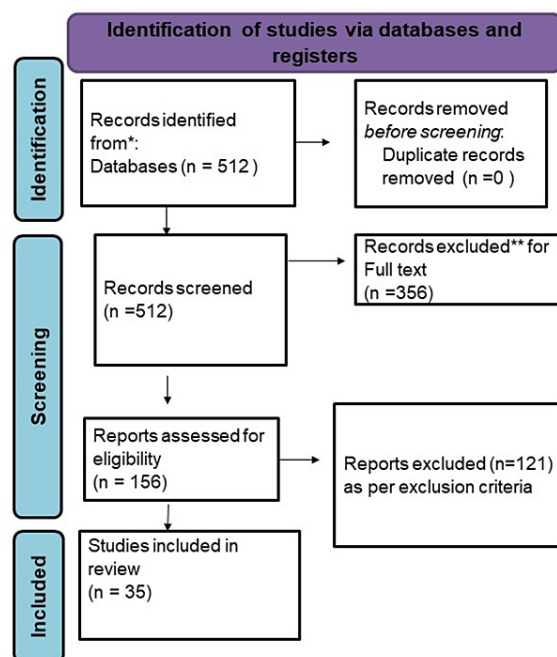 Identification of studies via databases and
registers
Identification
Records identified
from*:
Databases (n = 512 )
Records removed
before screening:
Duplicate records
removed (n =0 )
Screening
Records screened
(n =512)
Records excluded** for
Full text
(n =356)
Reports assessed for
eligibility
(n = 156)
Reports excluded (n=121)
as per exclusion criteria
Included
Studies included in
review
(n = 35)